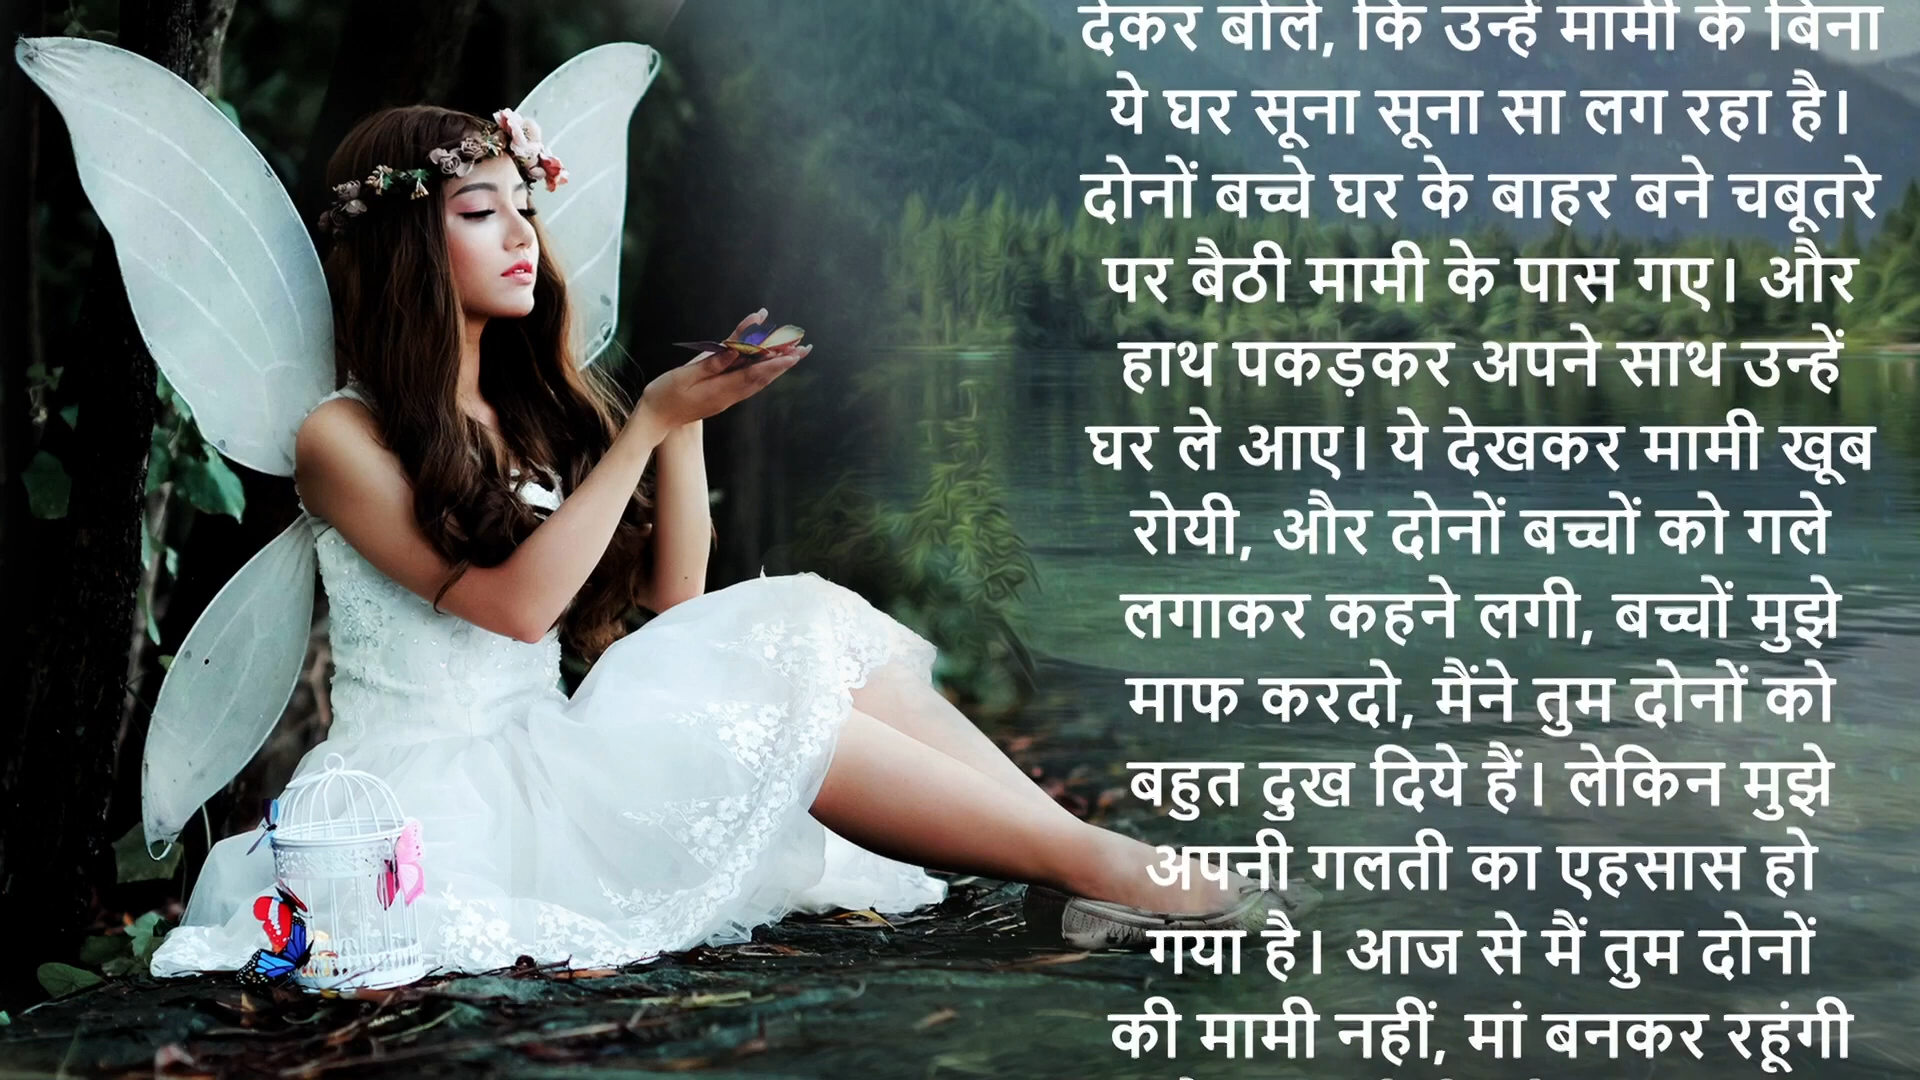 देकर बोले, कि उन्हें मामी के बिना
ये घर सूना सूना सा लग रहा है।
दोनों बच्चे घर के बाहर बने चबूतरे
पर बैठी मामी के पास गए। और
हाथ पकड़कर अपने साथ उन्हें
घर ले आए। ये देखकर मामी खूब
रोयी, और दोनों बच्चों को गले
लगाकर कहने लगी, बच्चों मुझे
माफ करदो, मैंने तुम दोनों को
बहुत दुख दिये हैं। लेकिन मुझे
अपनी गलती का एहसास हो
गया है। आज से मैं तुम दोनों
की मामी नहीं, मां बनकर रहूंगी